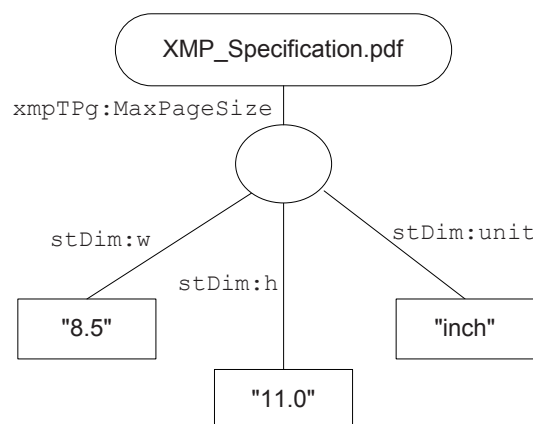 XMP_Specification.pdf
xmpTPg:MaxPageSize
stDim:w
stDim:h
stDim:unit
"8.5"
"11.0"
"inch"